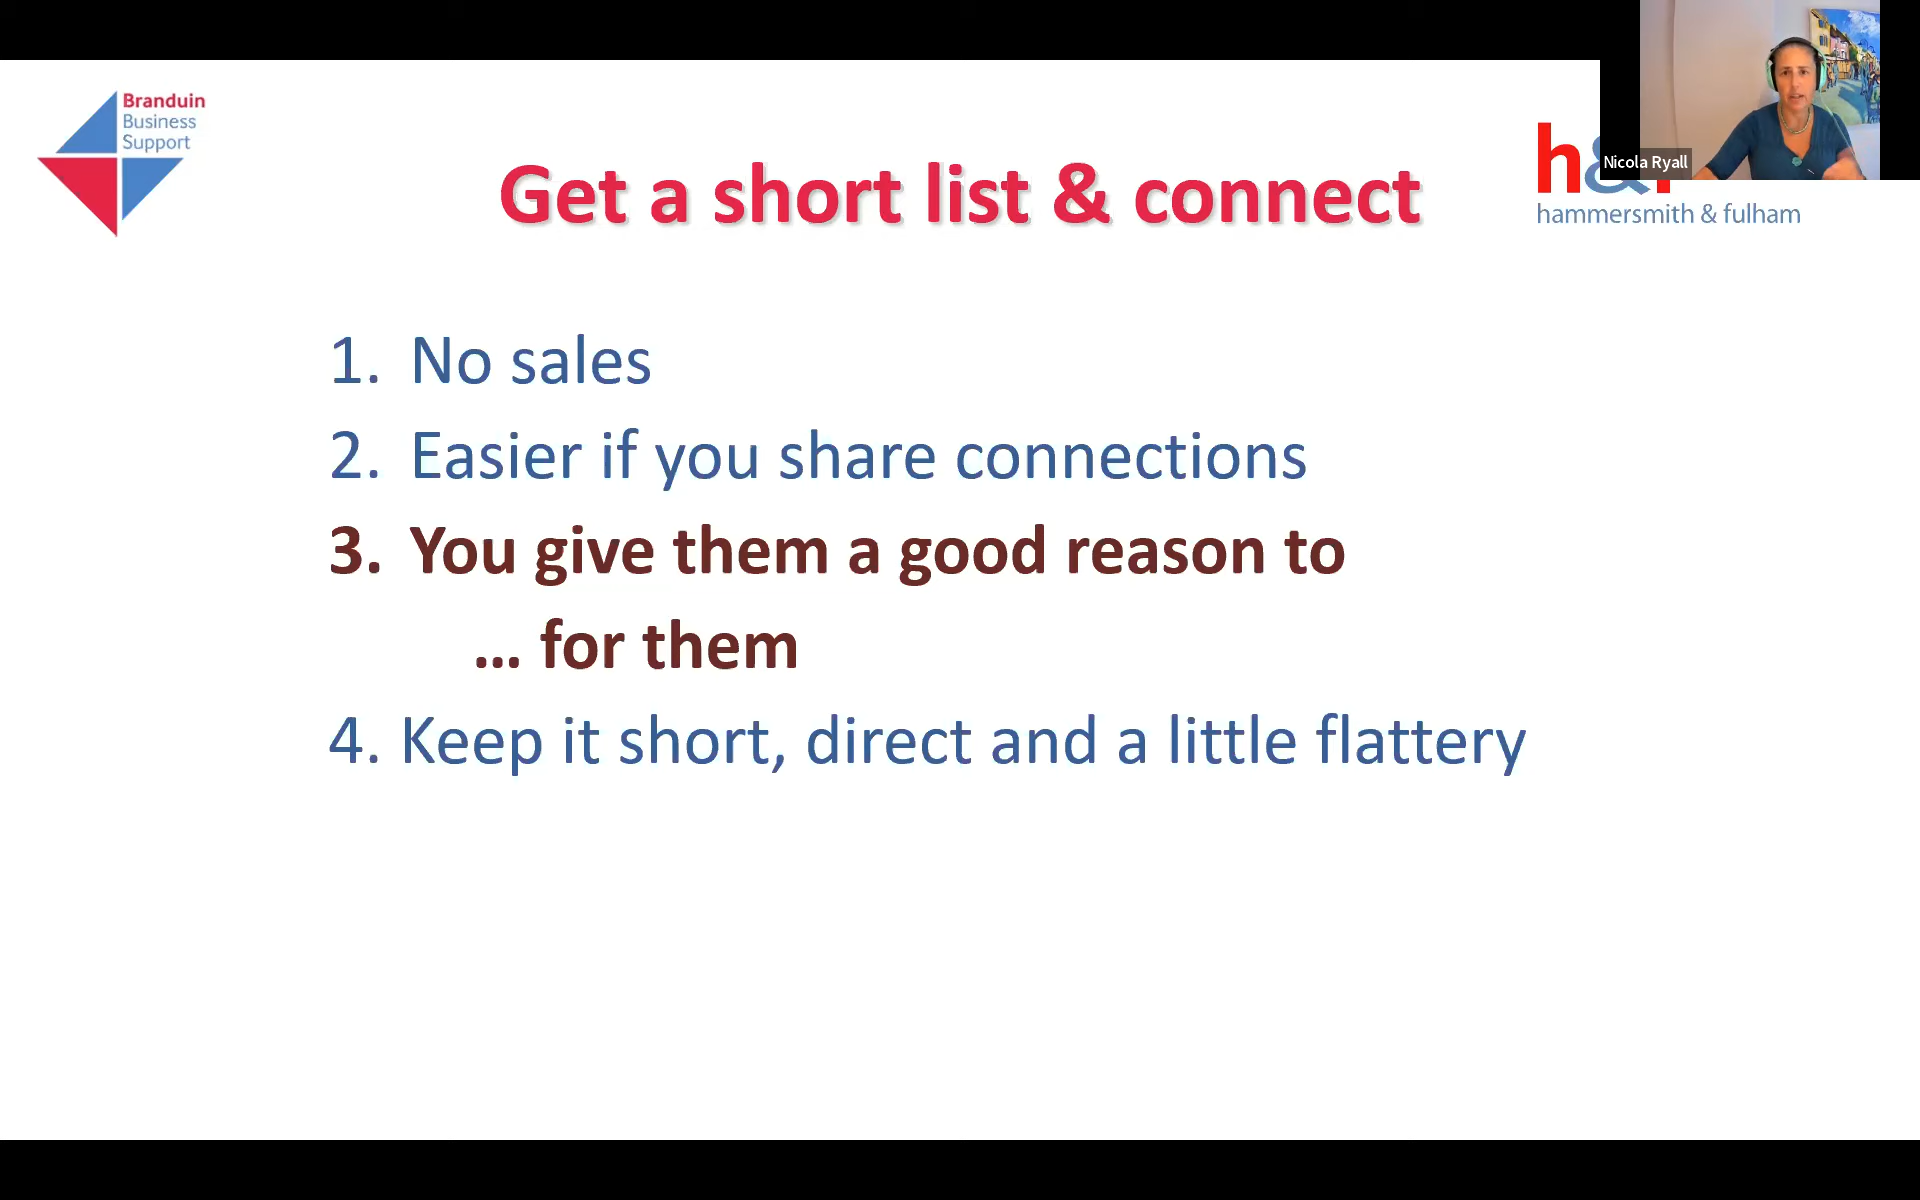 Branduin
Business
Support
Get a short list & connect
h&f
hammersmith & fulham
Nicola Ryall
1. No sales
2. Easier if you share connections
3. You give them a good reason to
... for them
4. Keep it short, direct and a little flattery